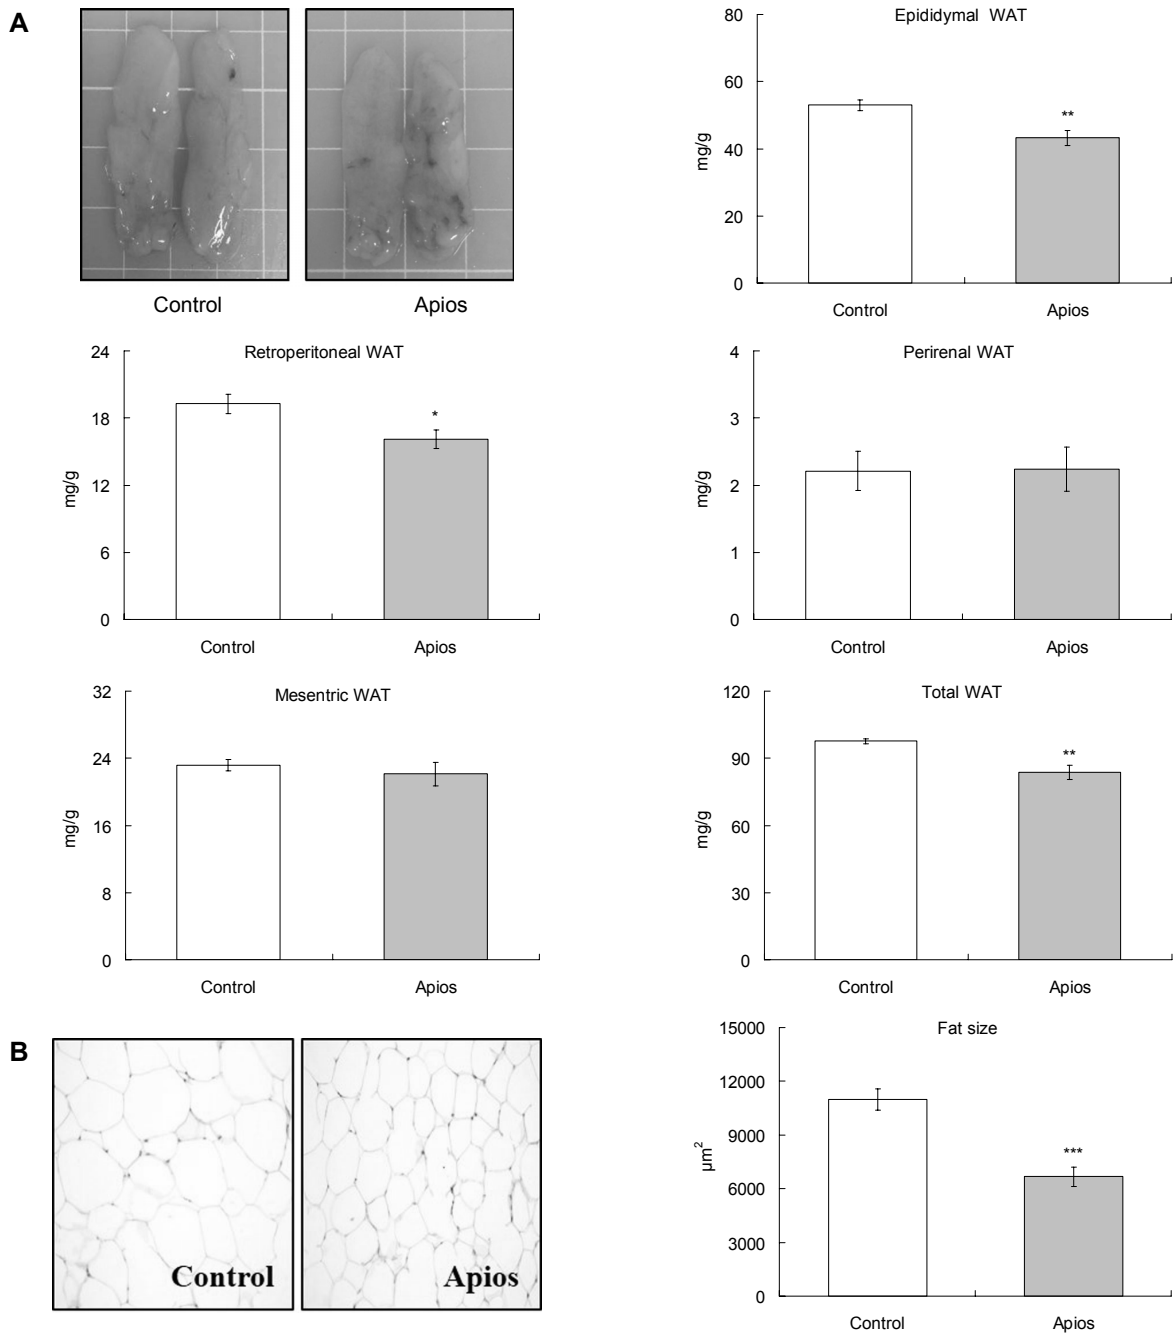 A
Control
Apios
Epididymal WAT
80
60
40
20
0
mg/g
**
Control
Apios
Retroperitoneal WAT
24
18
12
6
0
mg/g
*
Control
Apios
Perirenal WAT
4
3
2
1
0
mg/g
Control
Apios
Mesentric WAT
32
24
16
8
0
mg/g
Control
Apios
Total WAT
120
90
60
30
0
mg/g
**
Control
Apios
B
Control
Apios
Fat size
15000
12000
9000
6000
3000
0
µm²
***
Control
Apios